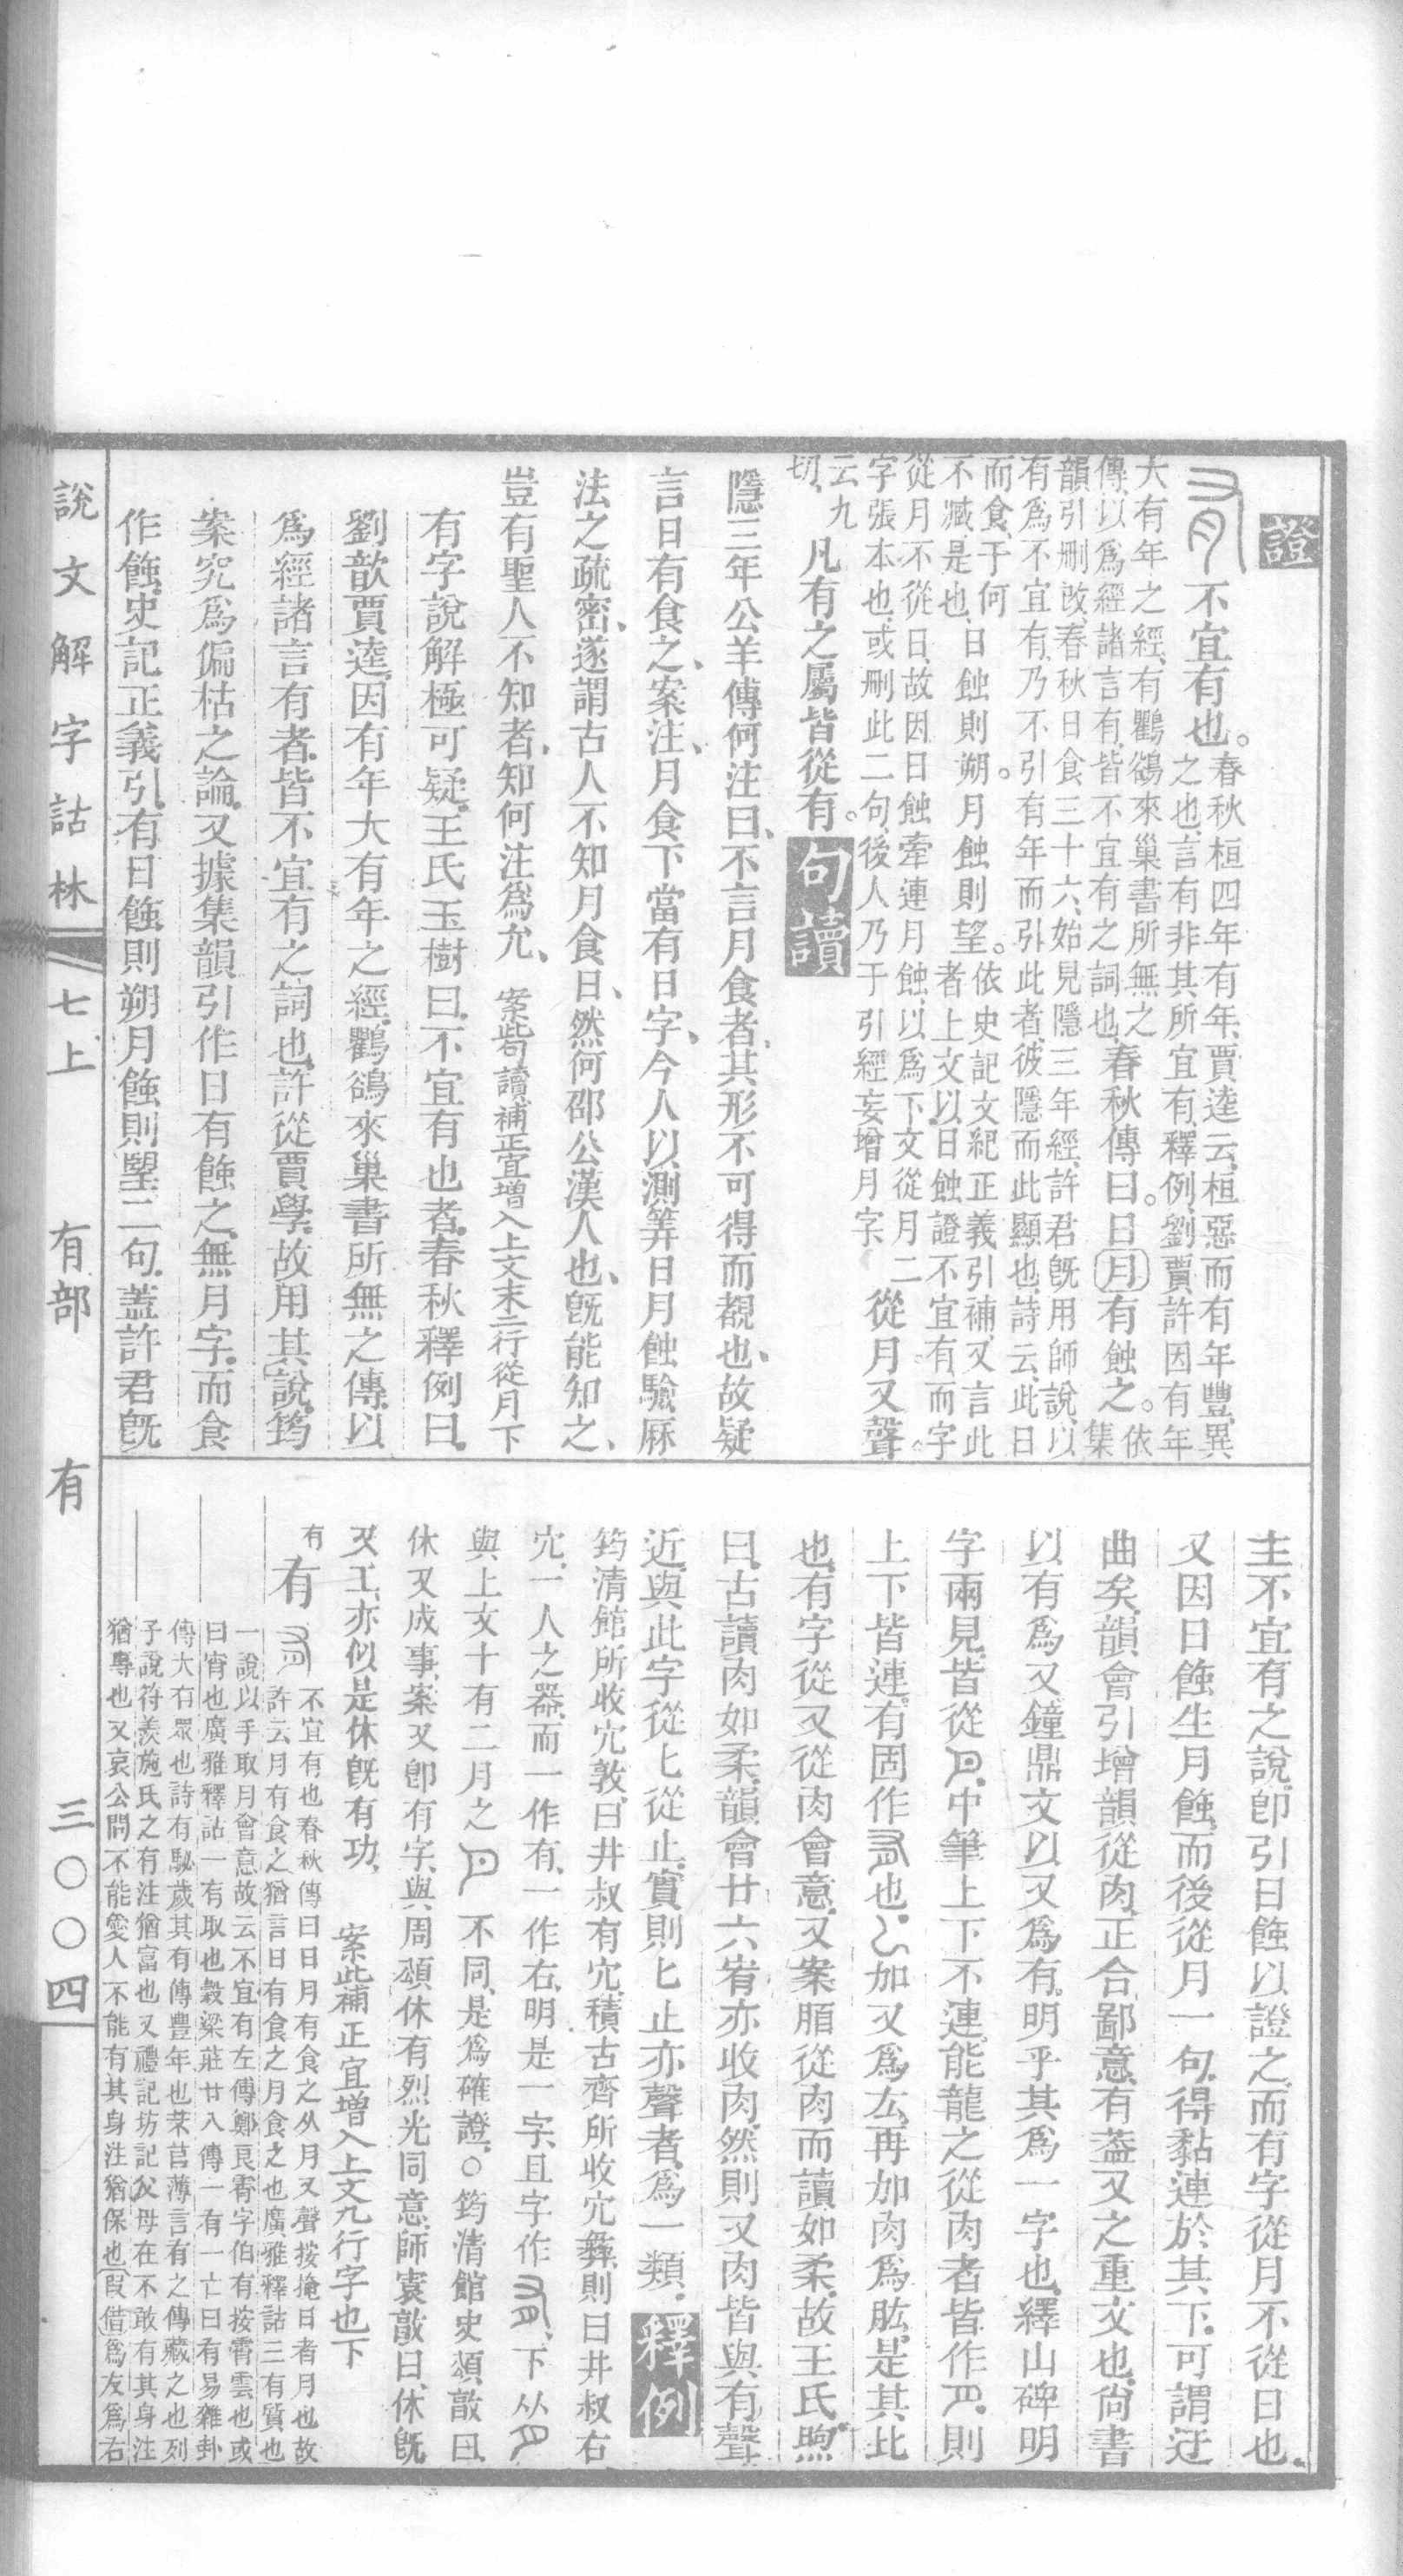 證
不宜有也。春秋桓四年有年、賈逵云、桓惡而有年豐、異
之也、言有非其所宜有、釋例、劉賈許因有年
大有年之經、有鸜鵒來巢書所無之
傳、以爲經諸言有、皆不宜有之詞也、春秋傳曰。日月有蝕之。依集
韻引刪改、春秋日食三十六、始見隱三年經、許君旣用師說、以
有爲不宜有、乃不引有年而引此者、彼隱而此顯也、詩云、此日
而食、于何
不臧、是也、日蝕則朔。月蝕則望。依史記文紀正義引補、又言此
者上文以日蝕證不宜有、而字
從月不從日、故因日蝕牽連月蝕、以爲下文從月二
字張本也、或刪此二句、後人乃于引經妄增月字、從月又聲。
云九
切、凡有之屬皆從有。句讀
隱三年公羊傳何注曰、不言月食者、其形不可得而覩也、故疑
言日有食之、案注、月食下當有日字、今人以測筭日月蝕驗厤
法之疏密、遂謂古人不知月食日、然何邵公漢人也、旣能知之、
豈有聖人不知者、知何注爲允、案此句讀補正宜增入上文末二行從月下
有字說解極可疑、王氏玉樹曰、不宜有也者、春秋釋例曰。
劉歆賈逵、因有年大有年之經、鸜鵒來巢書所無之傳、以
爲經諸言有者、皆不宜有之詞也、許從賈學、故用其說、筠
案究爲偏枯之論、又據集韻引作日有蝕之、無月字、而食
作蝕、史記正義引、有日蝕則朔月蝕則望二句、蓋許君旣
主不宜有之說、卽引日蝕以證之、而有字從月不從日也、
又因日蝕生月蝕、而後從月一句、得黏連於其下、可謂迂
曲矣、韻會引增韻從肉、正合鄙意、有葢又之重文也、尙書
以有爲又、鐘鼎文以又爲有、明乎其爲一字也、繹山碑明
字兩見、皆從、中筆上下不連、能龍之從肉者皆作、則
上下皆連、有固作也、加又爲厷、再加肉爲肱、是其比
也、有字從又從肉會意、又案脜從肉而讀如柔、故王氏煦
曰、古讀肉如柔、韻會廿六宥亦收肉、然則又肉皆與有聲
近、與此字從匕從止、實則匕止亦聲者、爲一類、釋例
筠淸館所收宂敦、曰井叔有宂、積古齊所收宂彝、則曰井叔右
宂、一人之器、而一作有、一作右、明是一字、且字作、下从
與上文十有二月之不同、是爲確證、○筠淸館史頌敦曰、
休又成事、案又卽有字、與周頌休有烈光同意、師寰敦曰、休旣
又工、亦似是休旣有功、案此補正宜增入上文九行字也下
有
有不宜有也春秋傳曰日月有食之从月又聲按掩日者月也故
許云月有食之猶言日有食之月食之也廣雅釋詁三有質也
一說以手取月會意故云不宜有左傳鄭良霄字伯有按霄雲也或
曰宵也廣雅釋詁一有取也穀梁莊廿八傳一有一亡曰有易雜卦
傳大有眾也詩有駜歲其有傳豐年也芣苢薄言有之傳藏之也列
子說符羨施氏之有注猶富也又禮記坊記父母在不敢有其身注
猶專也又哀公問不能愛人不能有其身注猶保也（叚借）爲友爲右
說文解字詁林
七上
有部
有
三〇〇四